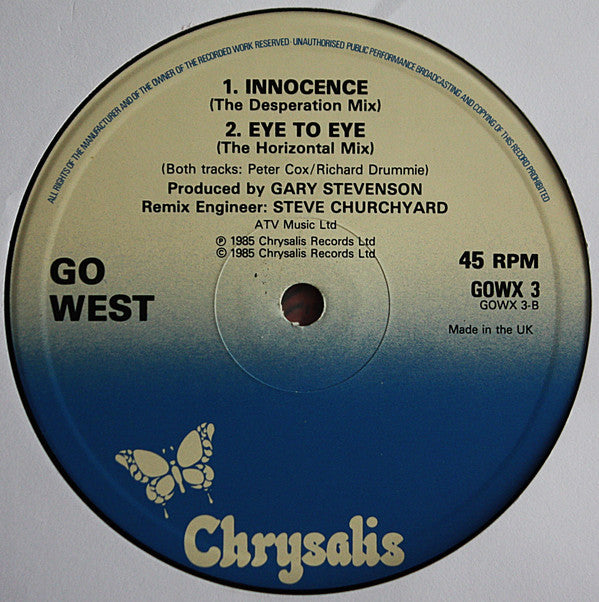 ALL RIGHTS OF THE MANUFACTURER AND OF THE OWNER OF THE RECORDED WORK RESERVED · UNAUTHORISED PUBLIC PERFORMANCE BROADCASTING AND COPYING OF THIS RECORD PROHIBITED
1. INNOCENCE
(The Desperation Mix)
2. EYE TO EYE
(The Horizontal Mix)
(Both tracks: Peter Cox/Richard Drummie)
Produced by GARY STEVENSON
Remix Engineer: STEVE CHURCHYARD
ATV Music Ltd
℗ 1985 Chrysalis Records Ltd
© 1985 Chrysalis Records Ltd
GO
WEST
45 RPM
GOWX 3
GOWX 3-B
Made in the UK
Chrysalis